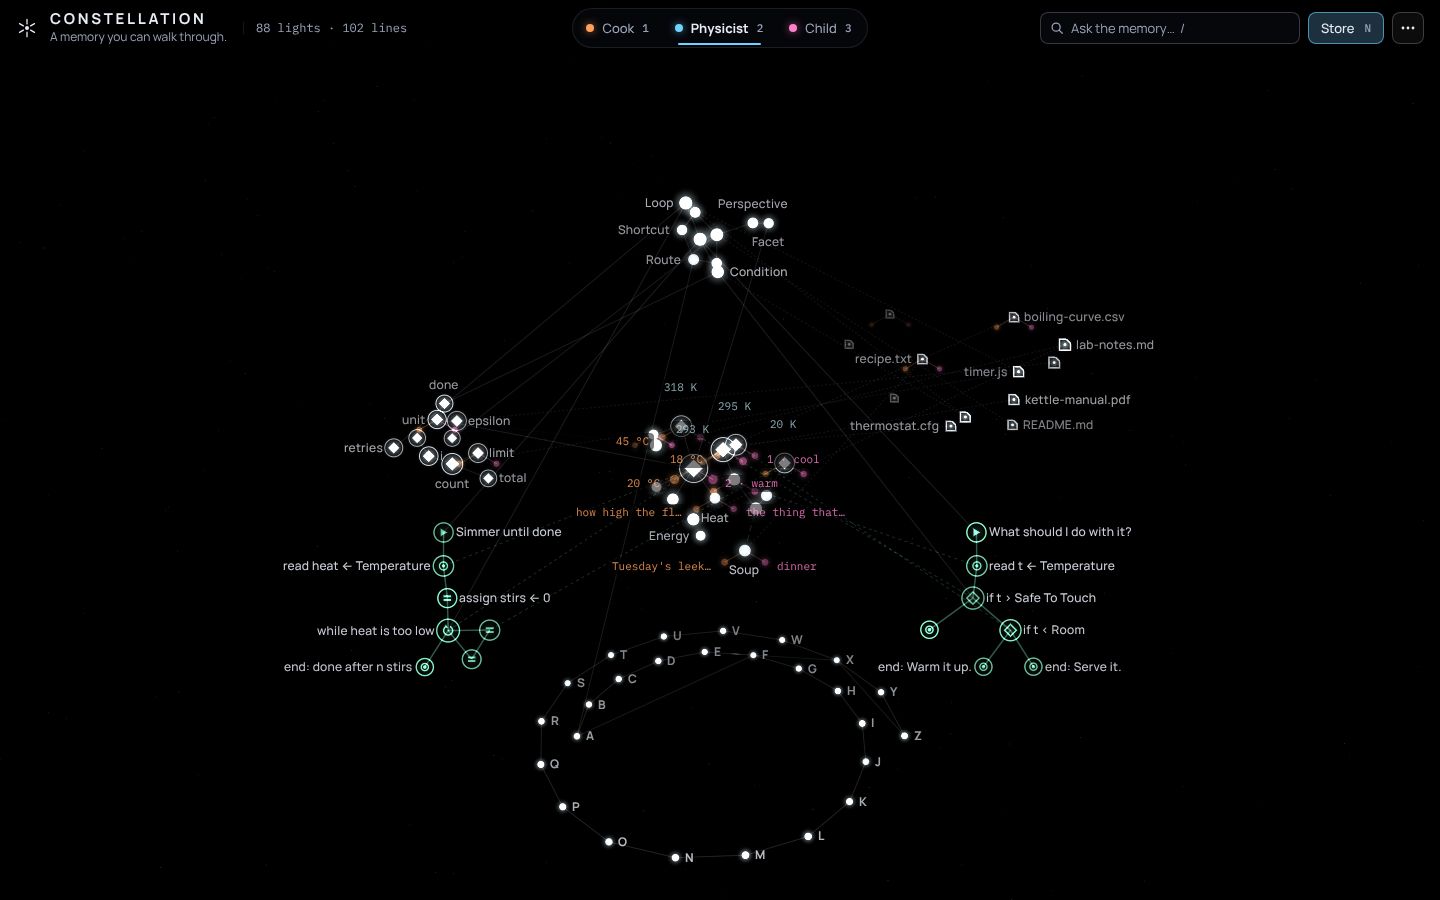 CONSTELLATION
A memory you can walk through.
88 lights · 102 lines
Cook 1
Physicist 2
Child 3
Ask the memory… /
Store N
Loop
Perspective
Shortcut
Facet
Route
Condition
boiling-curve.csv
lab-notes.md
recipe.txt
timer.js
kettle-manual.pdf
thermostat.cfg
README.md
done
unit
epsilon
retries
limit
count
total
318 K
295 K
293 K
20 K
45 °C
18 °C
cool
20 °C
warm
how high the fl…
the thing that…
Heat
Energy
Tuesday's leek…
Soup
dinner
Simmer until done
read heat ← Temperature
assign stirs ← 0
while heat is too low
end: done after n stirs
What should I do with it?
read t ← Temperature
if t > Safe To Touch
if t < Room
end: Warm it up.
end: Serve it.
U
V
W
T
D
E
F
X
S
C
G
B
H
Y
R
A
I
Z
Q
J
P
K
O
L
N
M